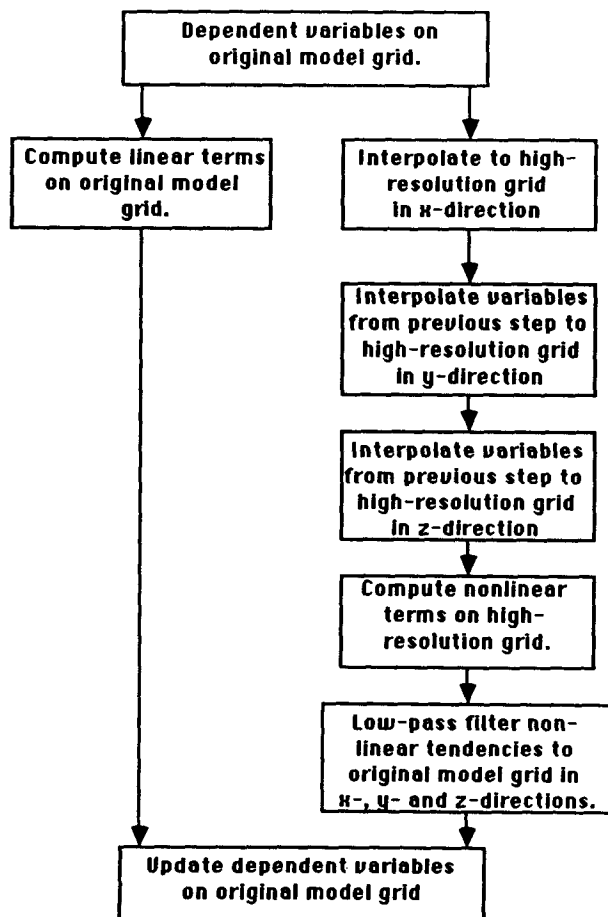 Dependent variables on
original model grid.
Compute linear terms
on original model
grid.
Interpolate to high-
resolution grid
in x-direction
Interpolate variables
from previous step to
high-resolution grid
in y-direction
Interpolate variables
from previous step to
high-resolution grid
in z-direction
Compute nonlinear
terms on high-
resolution grid.
Low-pass filter non-
linear tendencies to
original model grid in
x-, y- and z-directions.
Update dependent variables
on original model grid